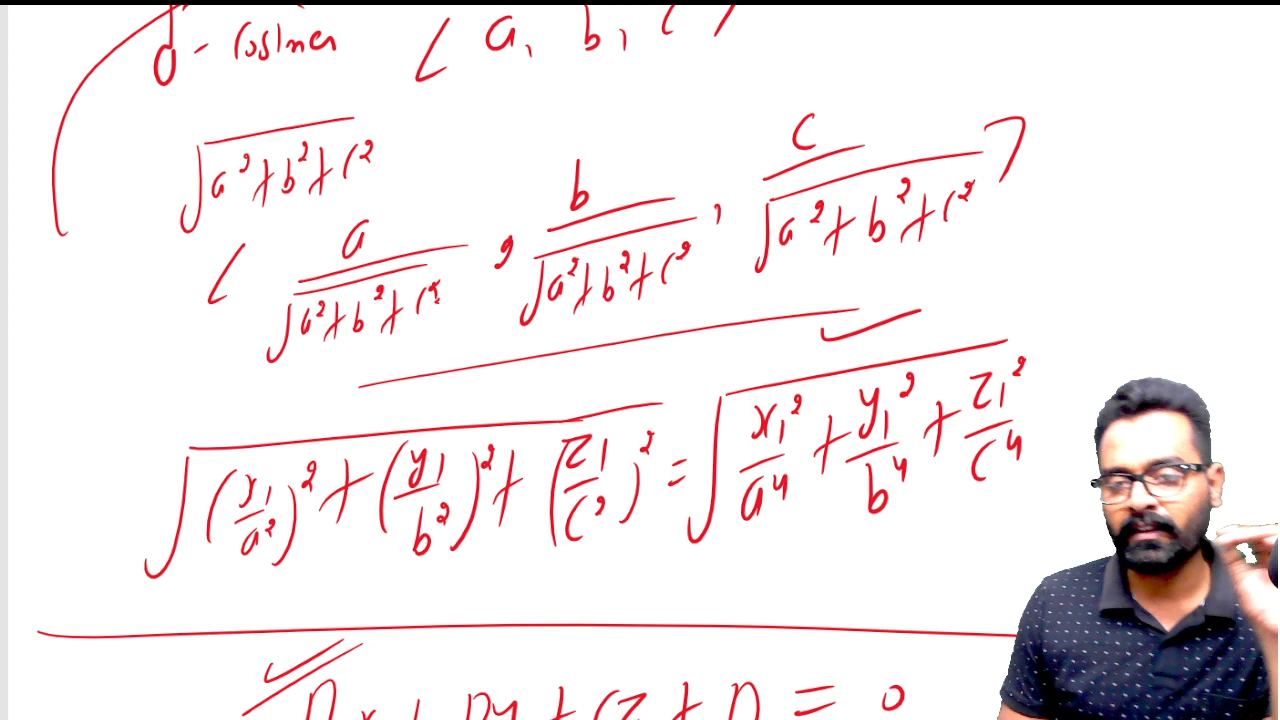 d - cosines < a, b, c >
√(a² + b² + c²)
< a/√(a² + b² + c²), b/√(a² + b² + c²), c/√(a² + b² + c²) >
√((x₁/a²)² + (y₁/b²)² + (z₁/c²)²) = √(x₁²/a⁴ + y₁²/b⁴ + z₁²/c⁴)
= 0